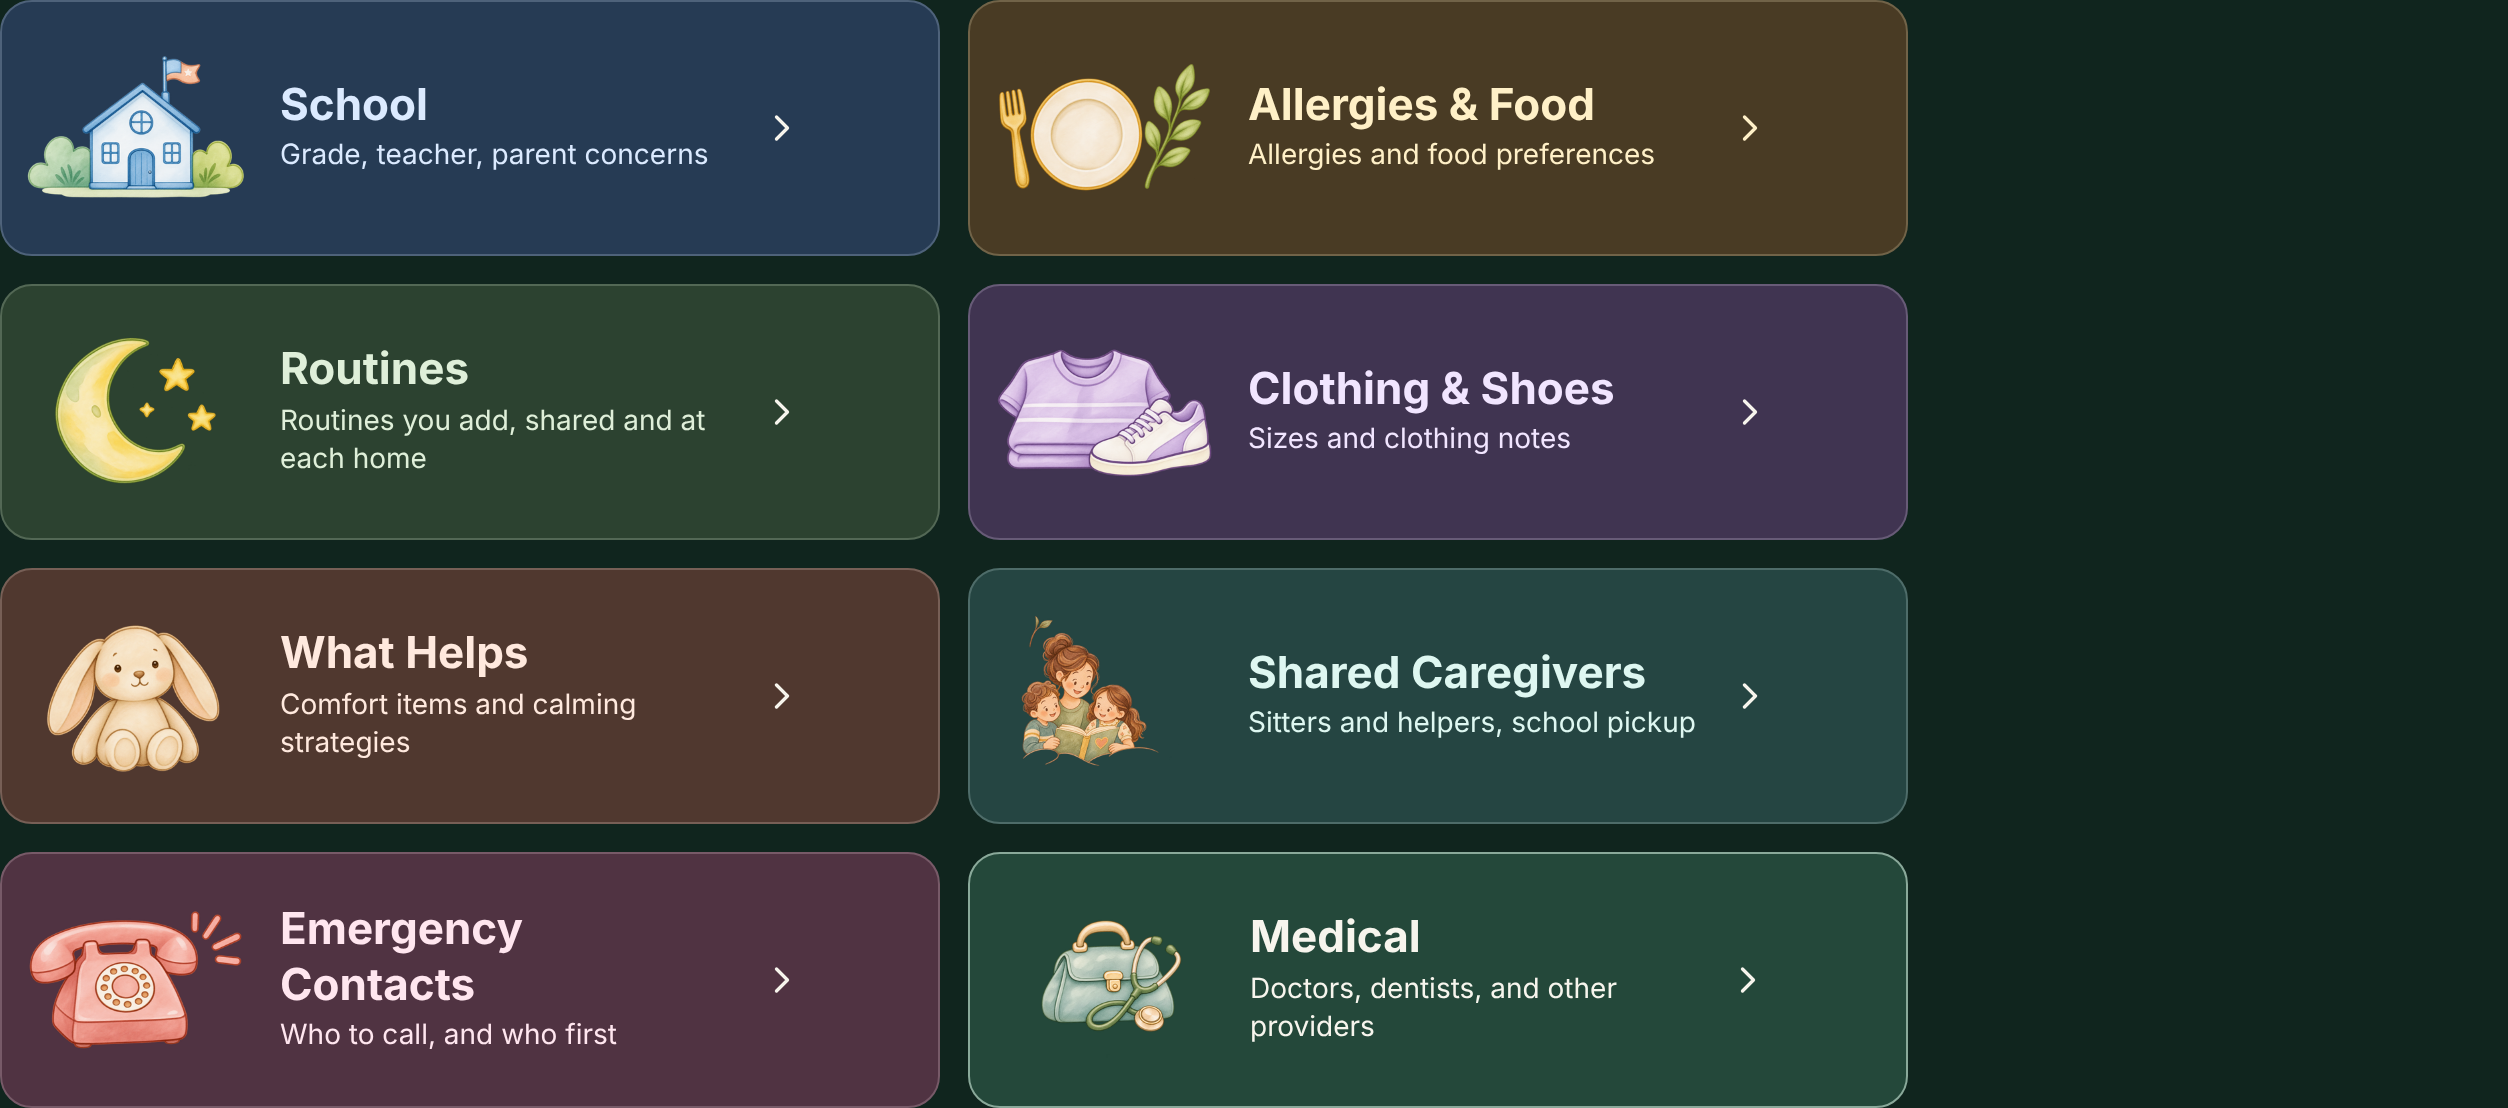 School
Grade, teacher, parent concerns
Allergies & Food
Allergies and food preferences
Routines
Routines you add, shared and at
each home
Clothing & Shoes
Sizes and clothing notes
What Helps
Comfort items and calming
strategies
Shared Caregivers
Sitters and helpers, school pickup
Emergency
Contacts
Who to call, and who first
Medical
Doctors, dentists, and other
providers